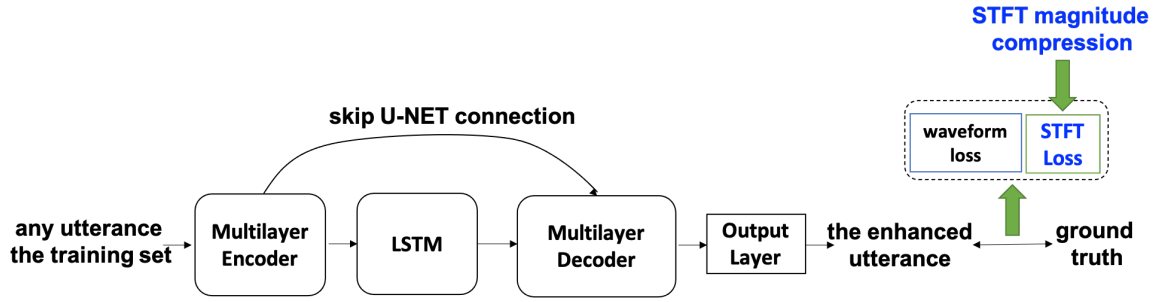 STFT magnitude
compression
skip U-NET connection
waveform
loss
STFT
Loss
any utterance
the training set
Multilayer
Encoder
LSTM
Multilayer
Decoder
Output
Layer
the enhanced
utterance
ground
truth